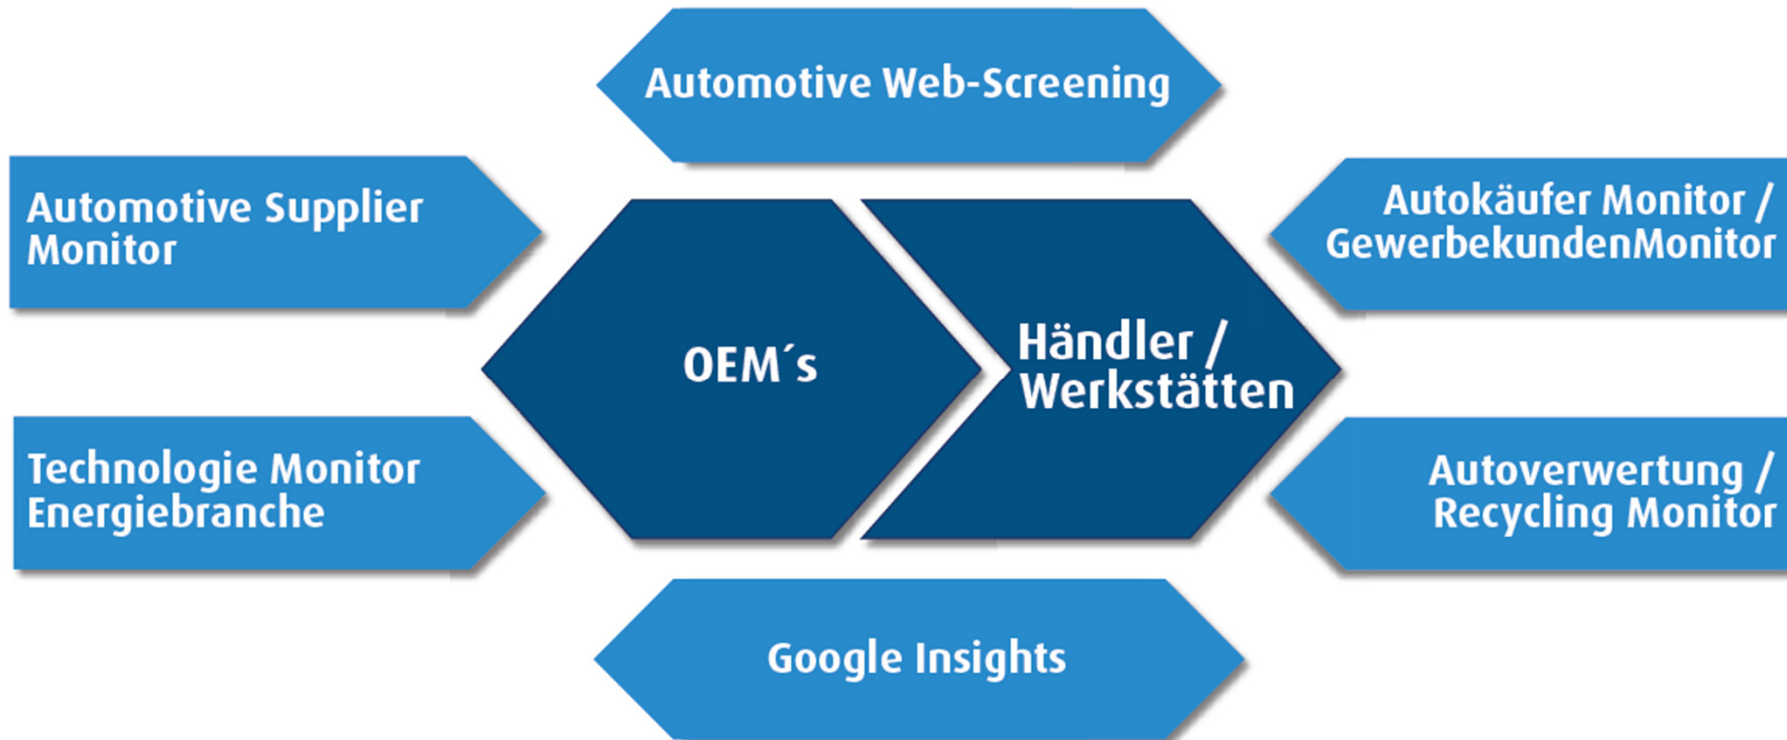 Automotive Web-Screening
Automotive Supplier
Monitor
Autokäufer Monitor /
GewerbekundenMonitor
OEM´s
Händler /
Werkstätten
Technologie Monitor
Energiebranche
Autoverwertung /
Recycling Monitor
Google Insights